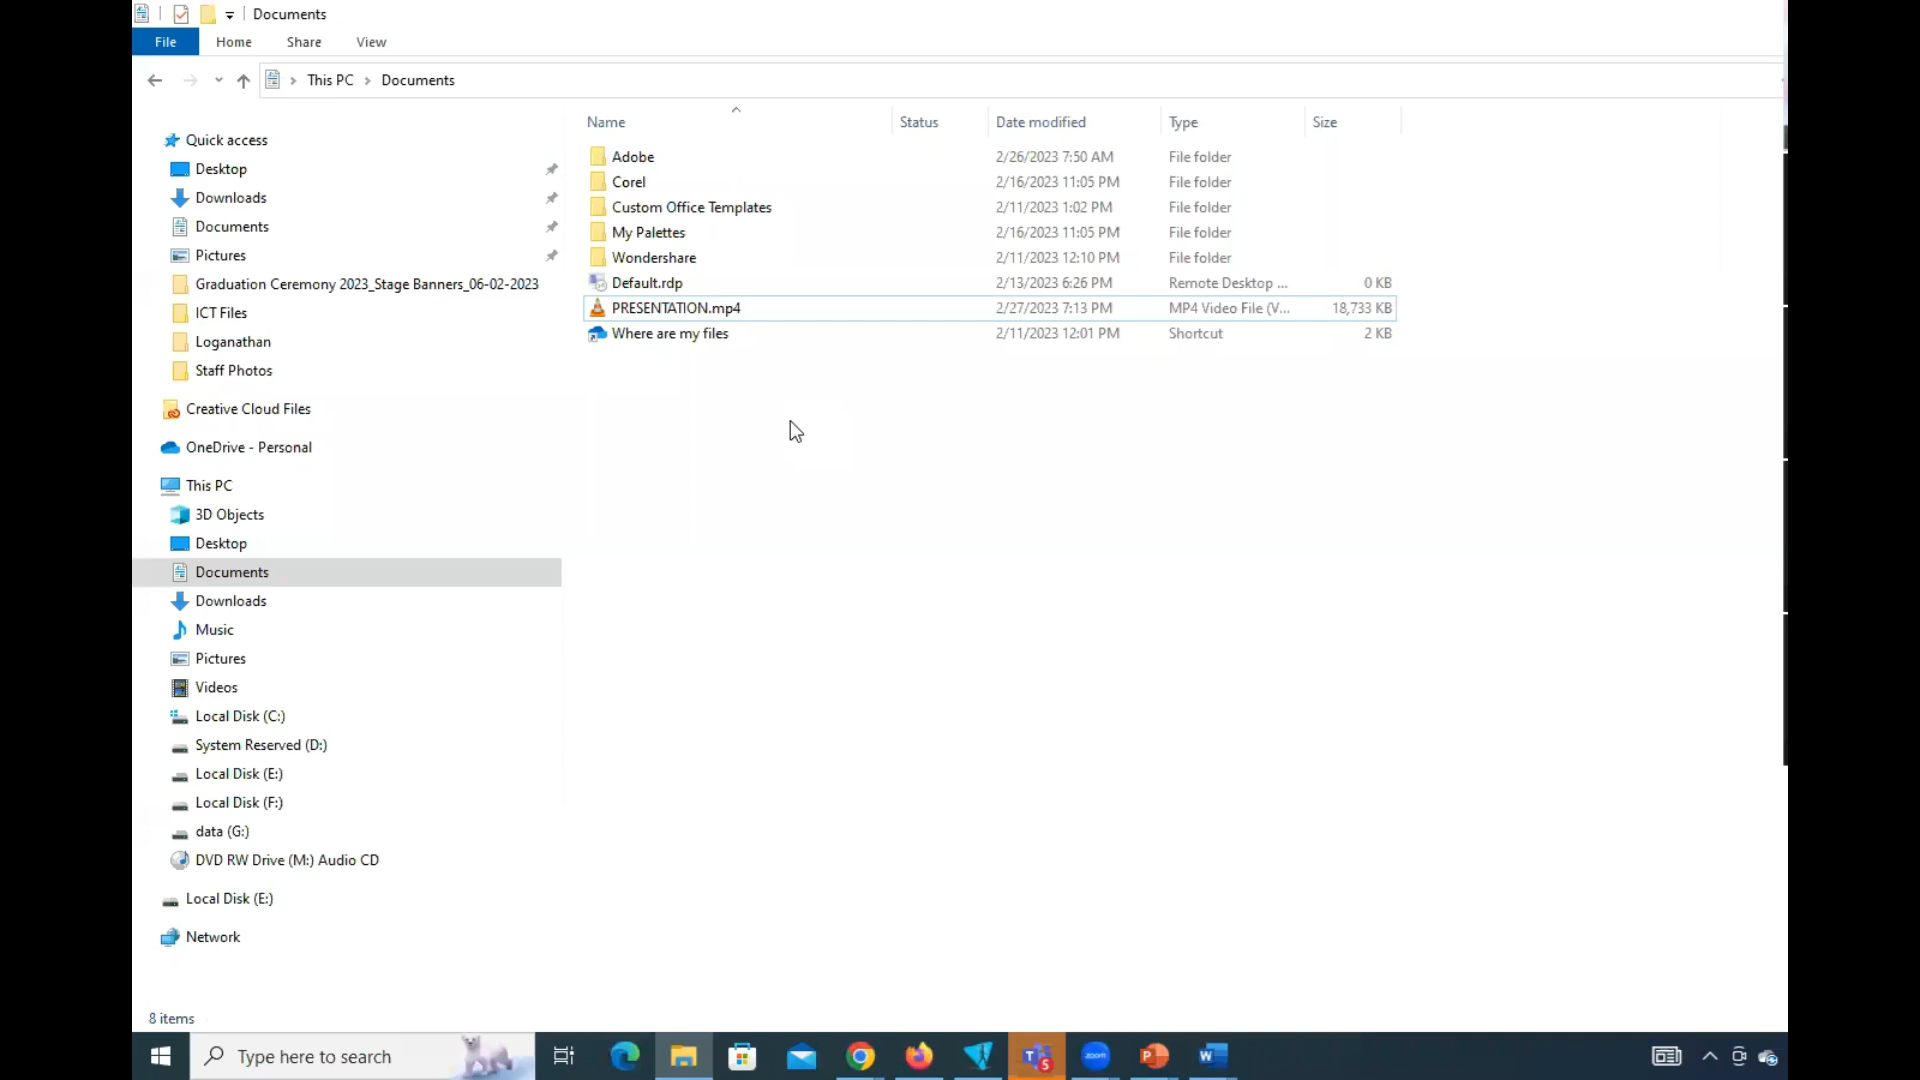 Documents
File Home Share View
This PC Documents
Name Status Date modified Type Size
Quick access
Desktop
Downloads
Documents
Pictures
Graduation Ceremony 2023_Stage Banners_06-02-2023
ICT Files
Loganathan
Staff Photos
Creative Cloud Files
OneDrive - Personal
This PC
3D Objects
Desktop
Documents
Downloads
Music
Pictures
Videos
Local Disk (C:)
System Reserved (D:)
Local Disk (E:)
Local Disk (F:)
data (G:)
DVD RW Drive (M:) Audio CD
Local Disk (E:)
Network
Adobe 2/26/2023 7:50 AM File folder
Corel 2/16/2023 11:05 PM File folder
Custom Office Templates 2/11/2023 1:02 PM File folder
My Palettes 2/16/2023 11:05 PM File folder
Wondershare 2/11/2023 12:10 PM File folder
Default.rdp 2/13/2023 6:26 PM Remote Desktop ... 0 KB
PRESENTATION.mp4 2/27/2023 7:13 PM MP4 Video File (V... 18,733 KB
Where are my files 2/11/2023 12:01 PM Shortcut 2 KB
8 items
Type here to search
zoom